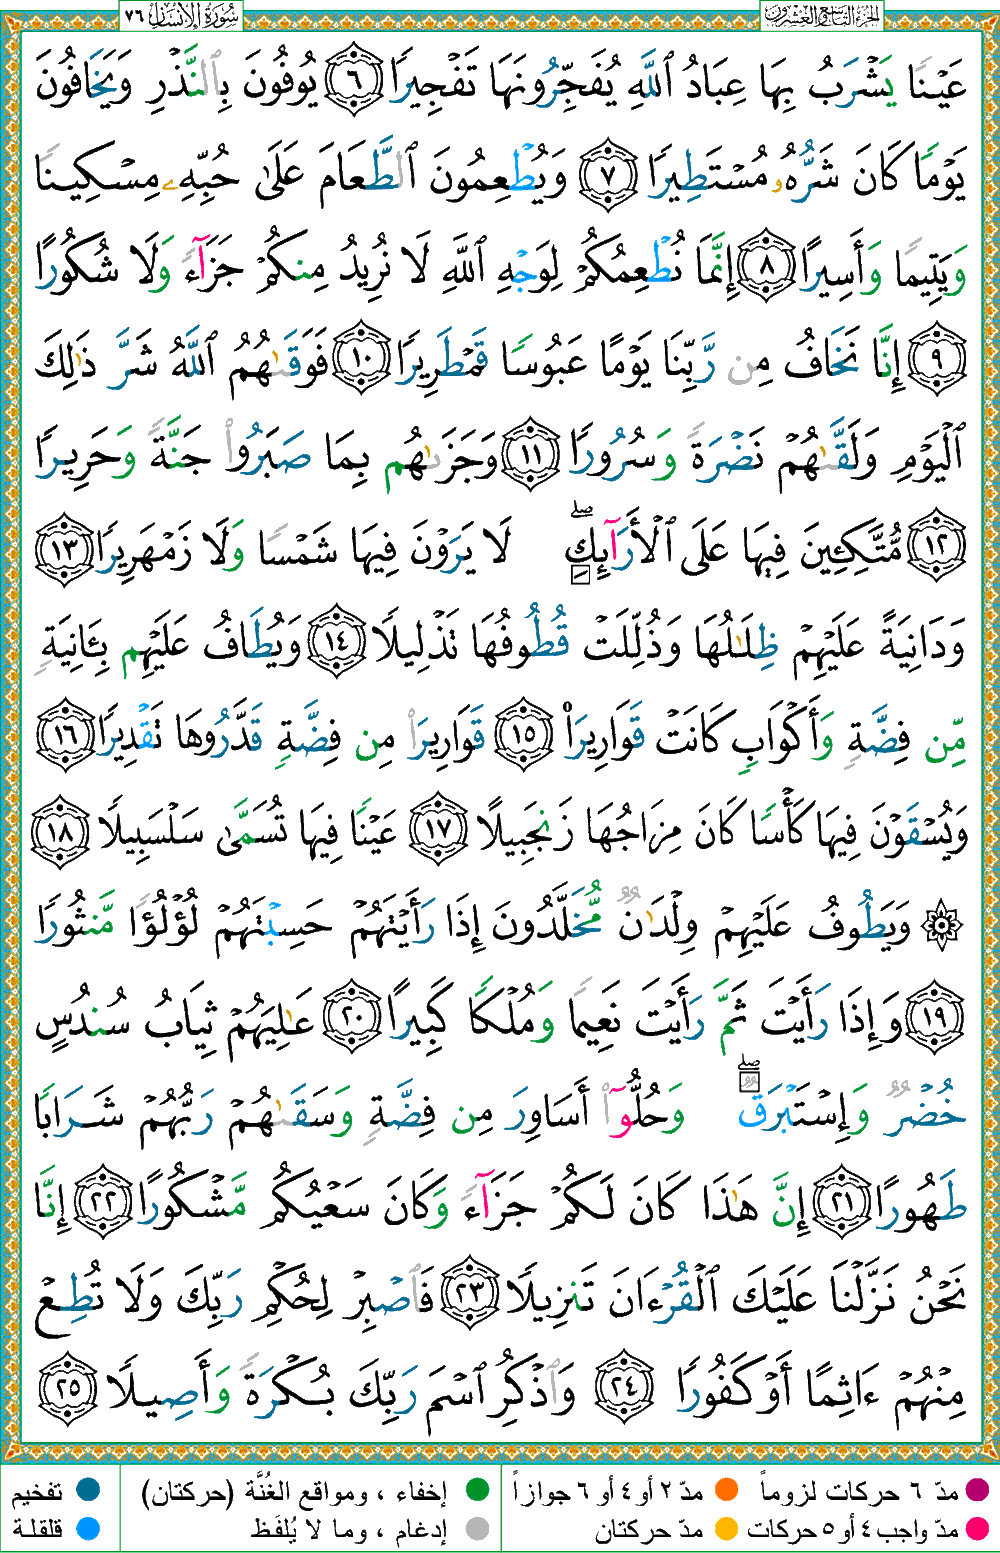 الجزء التاسع والعشرون
سُورَةُ الإِنسَانِ ٧٦
عَيْنًا يَشْرَبُ بِهَا عِبَادُ ٱللَّهِ يُفَجِّرُونَهَا تَفْجِيرًا ٦ يُوفُونَ بِٱلنَّذْرِ وَيَخَافُونَ
يَوْمًا كَانَ شَرُّهُۥ مُسْتَطِيرًا ٧ وَيُطْعِمُونَ ٱلطَّعَامَ عَلَىٰ حُبِّهِۦ مِسْكِينًا
وَيَتِيمًا وَأَسِيرًا ٨ إِنَّمَا نُطْعِمُكُمْ لِوَجْهِ ٱللَّهِ لَا نُرِيدُ مِنكُمْ جَزَآءً وَلَا شُكُورًا
٩ إِنَّا نَخَافُ مِن رَّبِّنَا يَوْمًا عَبُوسًا قَمْطَرِيرًا ١٠ فَوَقَىٰهُمُ ٱللَّهُ شَرَّ ذَٰلِكَ
ٱلْيَوْمِ وَلَقَّىٰهُمْ نَضْرَةً وَسُرُورًا ١١ وَجَزَىٰهُم بِمَا صَبَرُوا۟ جَنَّةً وَحَرِيرًا
١٢ مُّتَّكِـِٔينَ فِيهَا عَلَى ٱلْأَرَآئِكِ ۖ لَا يَرَوْنَ فِيهَا شَمْسًا وَلَا زَمْهَرِيرًا ١٣
وَدَانِيَةً عَلَيْهِمْ ظِلَـٰلُهَا وَذُلِّلَتْ قُطُوفُهَا تَذْلِيلًا ١٤ وَيُطَافُ عَلَيْهِم بِـَٔانِيَةٍ
مِّن فِضَّةٍ وَأَكْوَابٍ كَانَتْ قَوَارِيرَا۠ ١٥ قَوَارِيرَا۟ مِن فِضَّةٍ قَدَّرُوهَا تَقْدِيرًا ١٦
وَيُسْقَوْنَ فِيهَا كَأْسًا كَانَ مِزَاجُهَا زَنجَبِيلًا ١٧ عَيْنًا فِيهَا تُسَمَّىٰ سَلْسَبِيلًا ١٨
۞ وَيَطُوفُ عَلَيْهِمْ وِلْدَٰنٌ مُّخَلَّدُونَ إِذَا رَأَيْتَهُمْ حَسِبْتَهُمْ لُؤْلُؤًا مَّنثُورًا
١٩ وَإِذَا رَأَيْتَ ثَمَّ رَأَيْتَ نَعِيمًا وَمُلْكًا كَبِيرًا ٢٠ عَـٰلِيَهُمْ ثِيَابُ سُندُسٍ
خُضْرٌ وَإِسْتَبْرَقٌ ۖ وَحُلُّوٓا۟ أَسَاوِرَ مِن فِضَّةٍ وَسَقَىٰهُمْ رَبُّهُمْ شَرَابًا
طَهُورًا ٢١ إِنَّ هَـٰذَا كَانَ لَكُمْ جَزَآءً وَكَانَ سَعْيُكُم مَّشْكُورًا ٢٢ إِنَّا
نَحْنُ نَزَّلْنَا عَلَيْكَ ٱلْقُرْءَانَ تَنزِيلًا ٢٣ فَٱصْبِرْ لِحُكْمِ رَبِّكَ وَلَا تُطِعْ
مِنْهُمْ ءَاثِمًا أَوْ كَفُورًا ٢٤ وَٱذْكُرِ ٱسْمَ رَبِّكَ بُكْرَةً وَأَصِيلًا ٢٥
مدّ ٦ حركات لزوماً مدّ ٢ أو ٤ أو ٦ جوازاً إخفاء ، ومواقع الغُنَّة (حركتان) تفخيم
مدّ واجب ٤ أو ٥ حركات مدّ حركتان إدغام ، وما لا يُلفَظ قلقلة